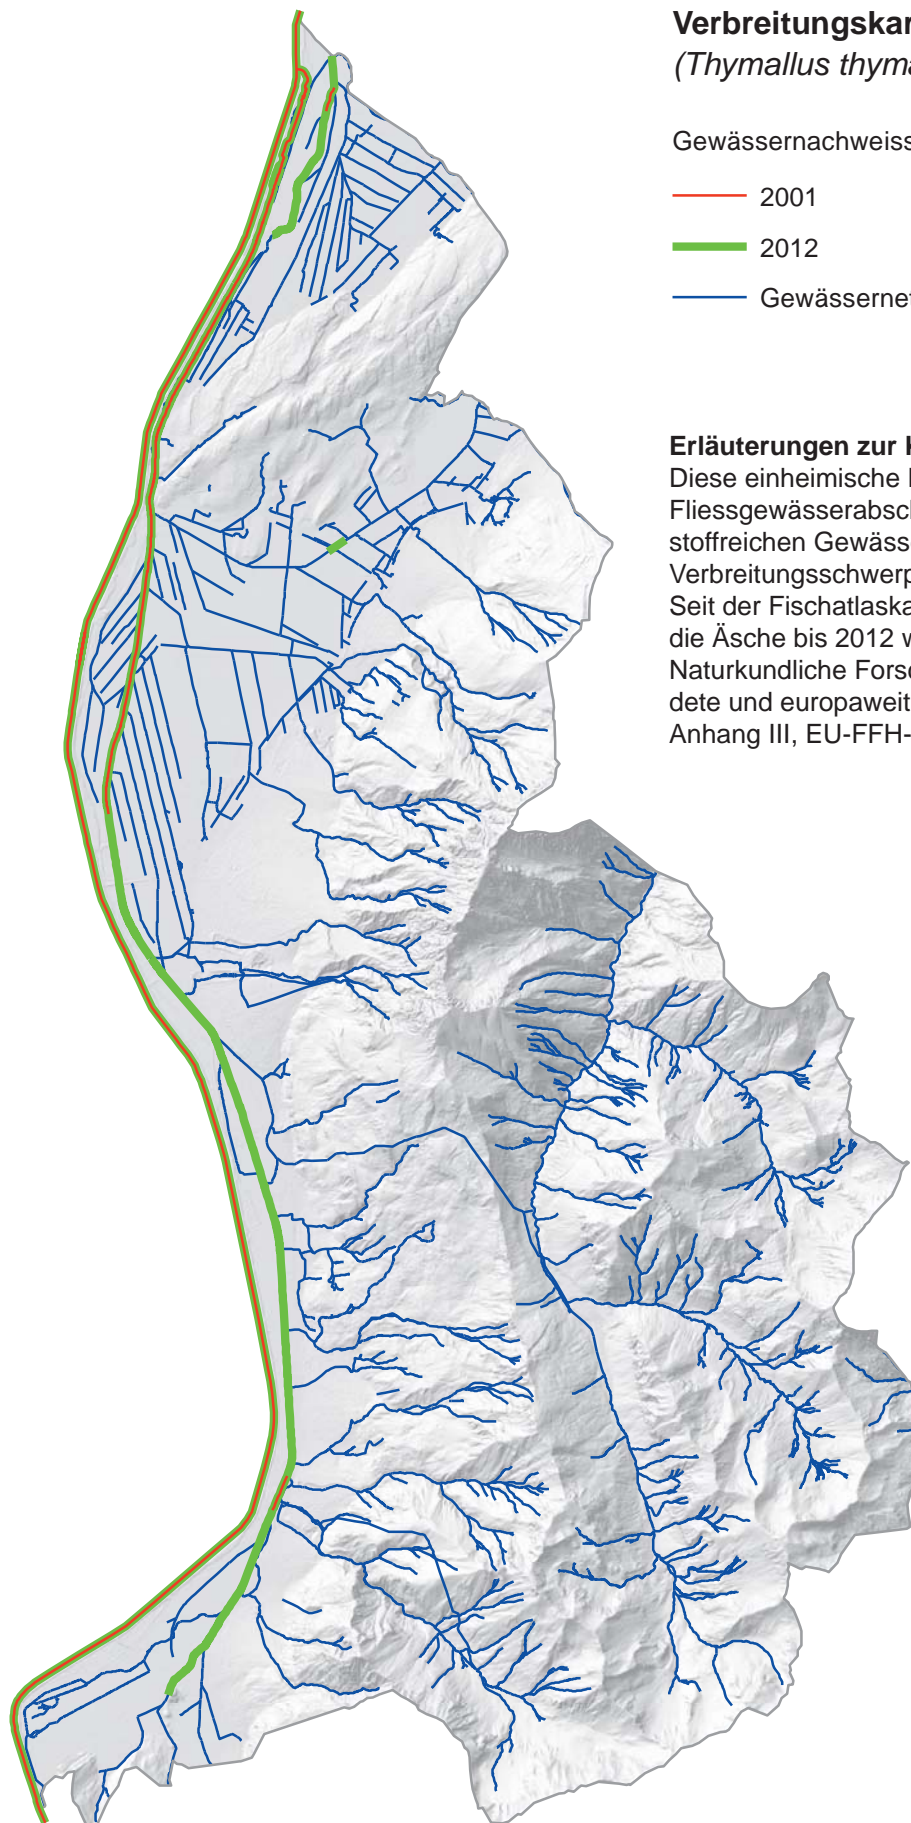 Verbreitungskar
(Thymallus thyma
Gewässernachweiss
2001
2012
Gewässernet
Erläuterungen zur K
Diese einheimische
Fliessgewässerabsch
stoffreichen Gewäss
Verbreitungsschwerp
Seit der Fischatlaska
die Äsche bis 2012 w
Naturkundliche Forsc
dete und europaweit
Anhang III, EU-FFH-